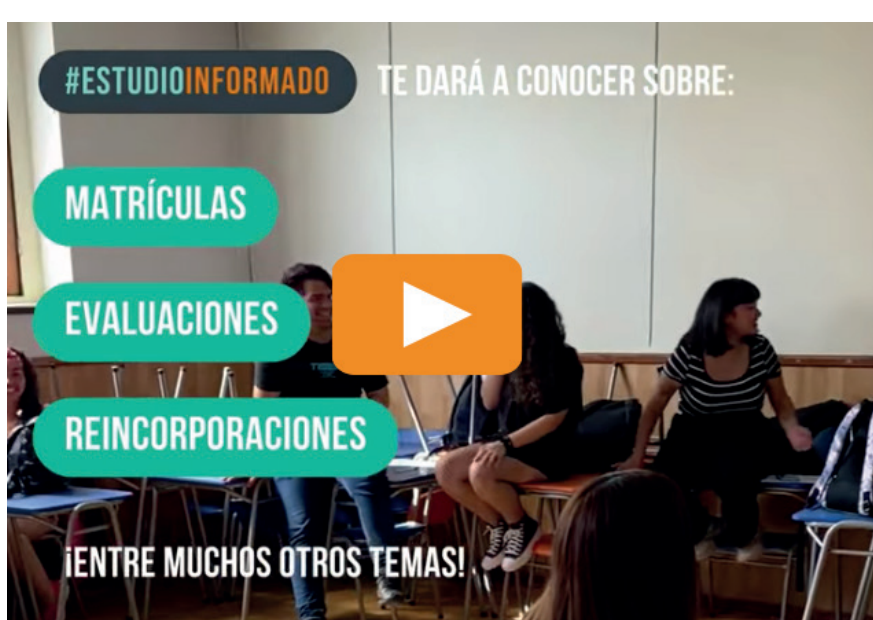 #ESTUDIOINFORMADO TE DARÁ A CONOCER SOBRE:
MATRÍCULAS
EVALUACIONES
REINCORPORACIONES
¡ENTRE MUCHOS OTROS TEMAS!